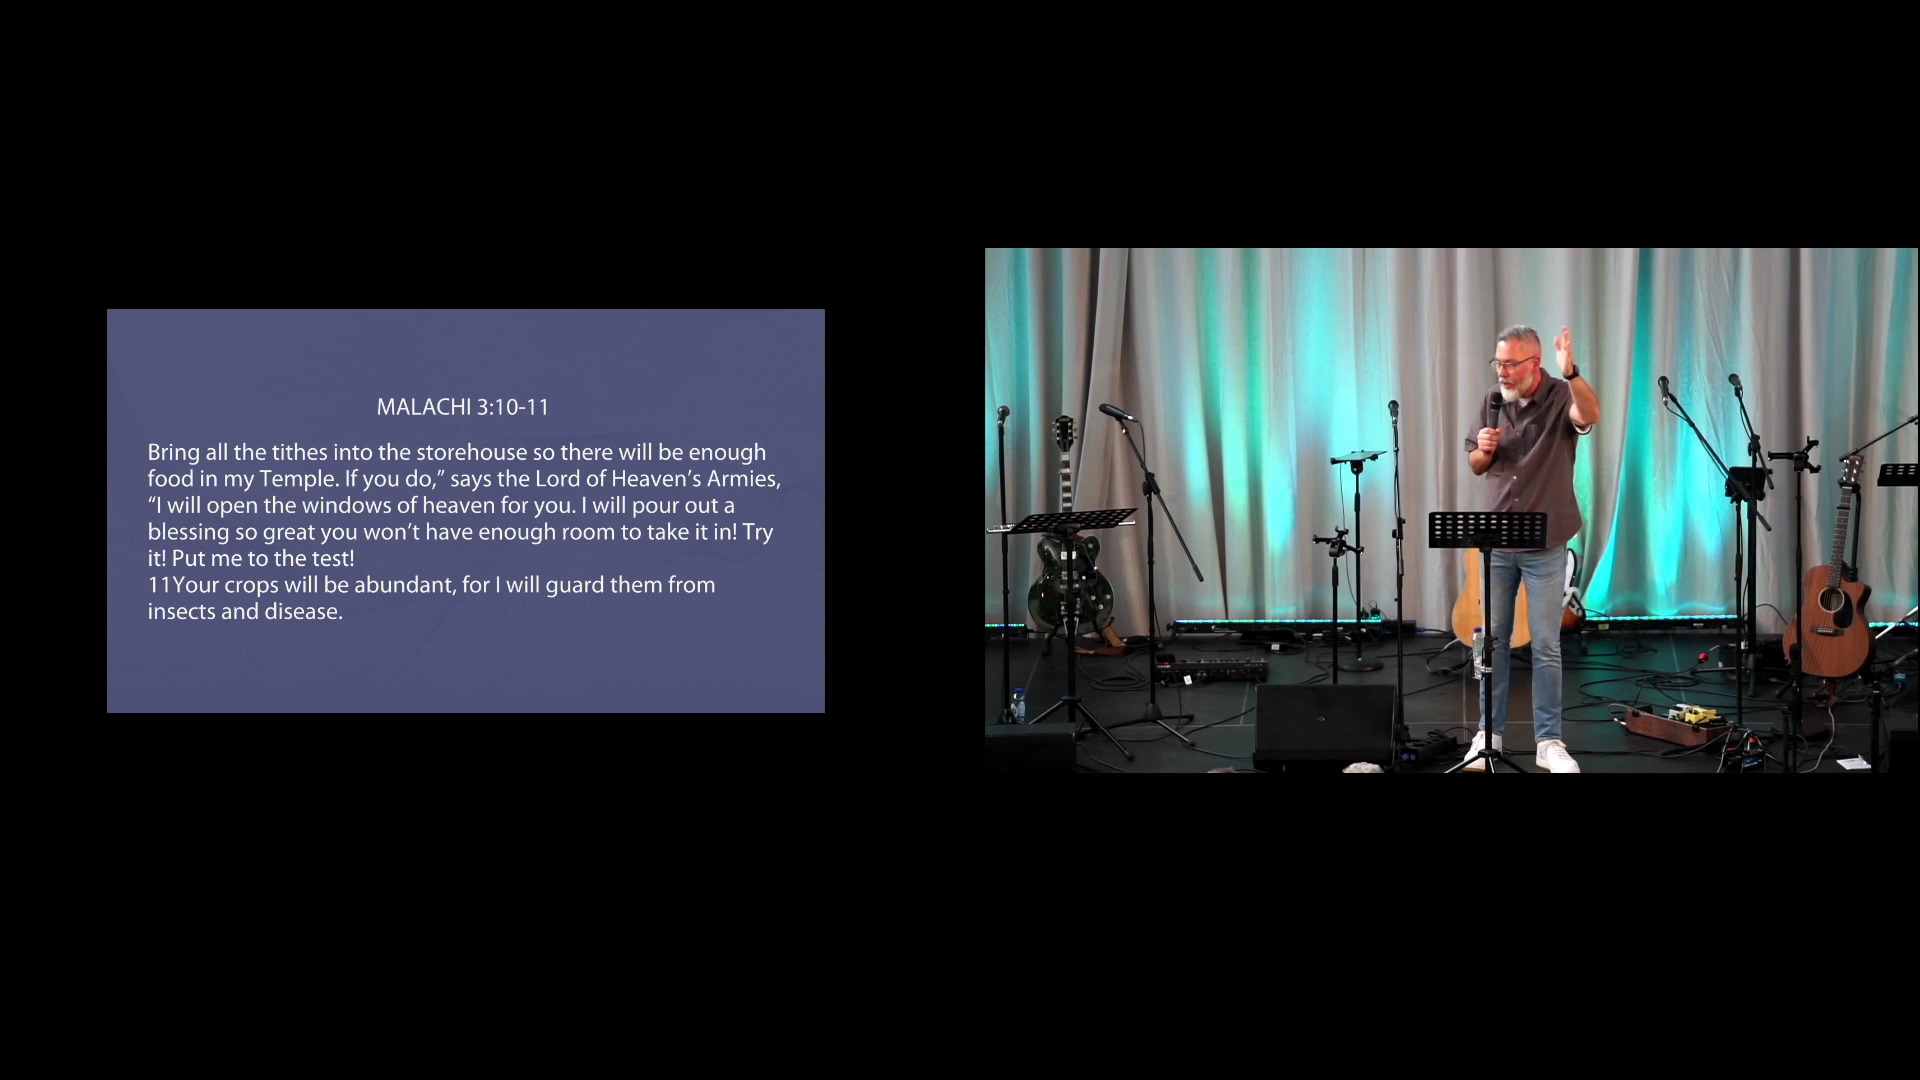 MALACHI 3:10-11
Bring all the tithes into the storehouse so there will be enough
food in my Temple. If you do,” says the Lord of Heaven’s Armies,
“I will open the windows of heaven for you. I will pour out a
blessing so great you won’t have enough room to take it in! Try
it! Put me to the test!
11Your crops will be abundant, for I will guard them from
insects and disease.